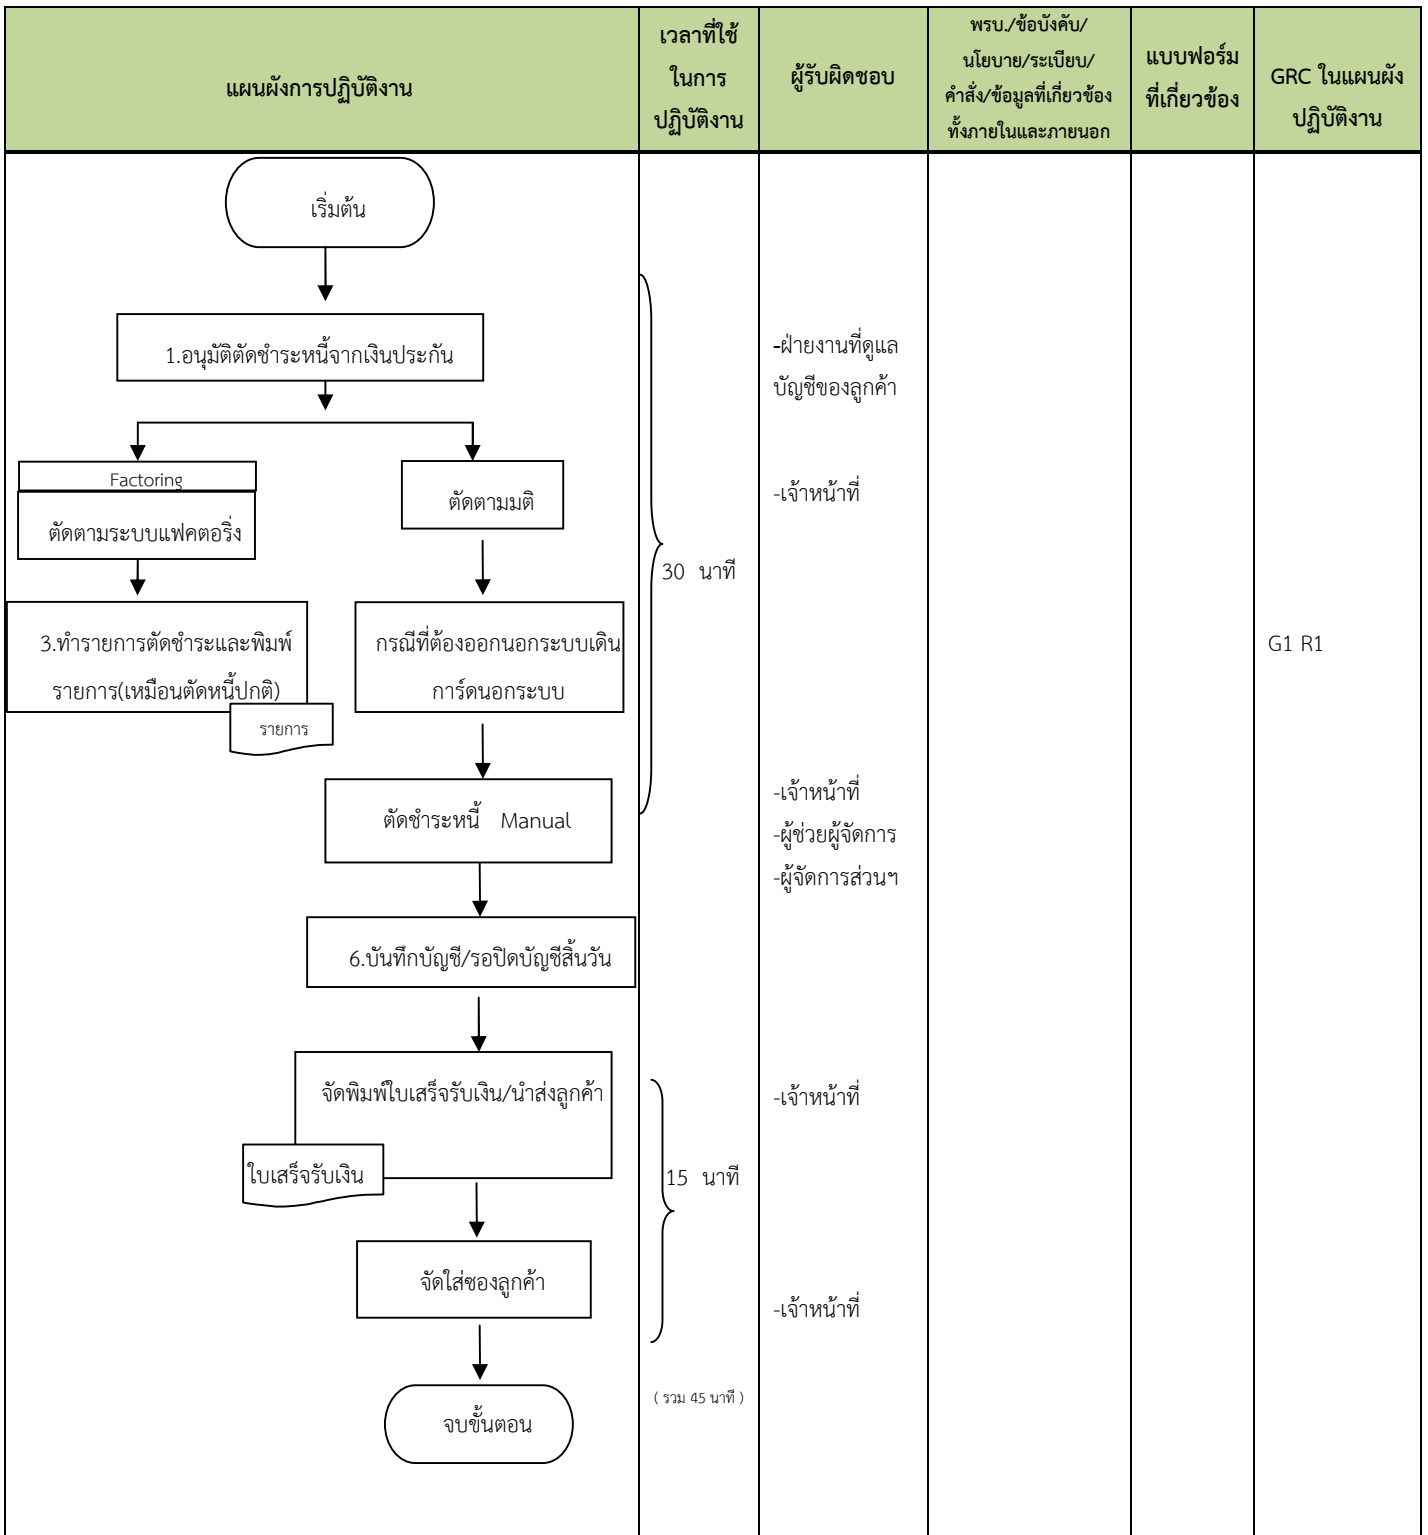 แผนผังการปฏิบัติงาน
เวลาที่ใช้
ในการ
ปฏิบัติงาน
ผู้รับผิดชอบ
พรบ./ข้อบังคับ/
นโยบาย/ระเบียบ/
คำสั่ง/ข้อมูลที่เกี่ยวข้อง
ทั้งภายในและภายนอก
แบบฟอร์ม
ที่เกี่ยวข้อง
GRC ในแผนผัง
ปฏิบัติงาน
เริ่มต้น
1.อนุมัติตัดชำระหนี้จากเงินประกัน
-ฝ่ายงานที่ดูแล
บัญชีของลูกค้า
Factoring
ตัดตามระบบแฟคตอริ่ง
ตัดตามมติ
-เจ้าหน้าที่
30 นาที
3.ทำรายการตัดชำระและพิมพ์
รายการ(เหมือนตัดหนี้ปกติ)
รายการ
กรณีที่ต้องออกนอกระบบเดิน
การ์ดนอกระบบ
G1 R1
ตัดชำระหนี้ Manual
-เจ้าหน้าที่
-ผู้ช่วยผู้จัดการ
-ผู้จัดการส่วนฯ
6.บันทึกบัญชี/รอปิดบัญชีสิ้นวัน
จัดพิมพ์ใบเสร็จรับเงิน/นำส่งลูกค้า
ใบเสร็จรับเงิน
-เจ้าหน้าที่
15 นาที
จัดใส่ซองลูกค้า
-เจ้าหน้าที่
( รวม 45 นาที )
จบขั้นตอน